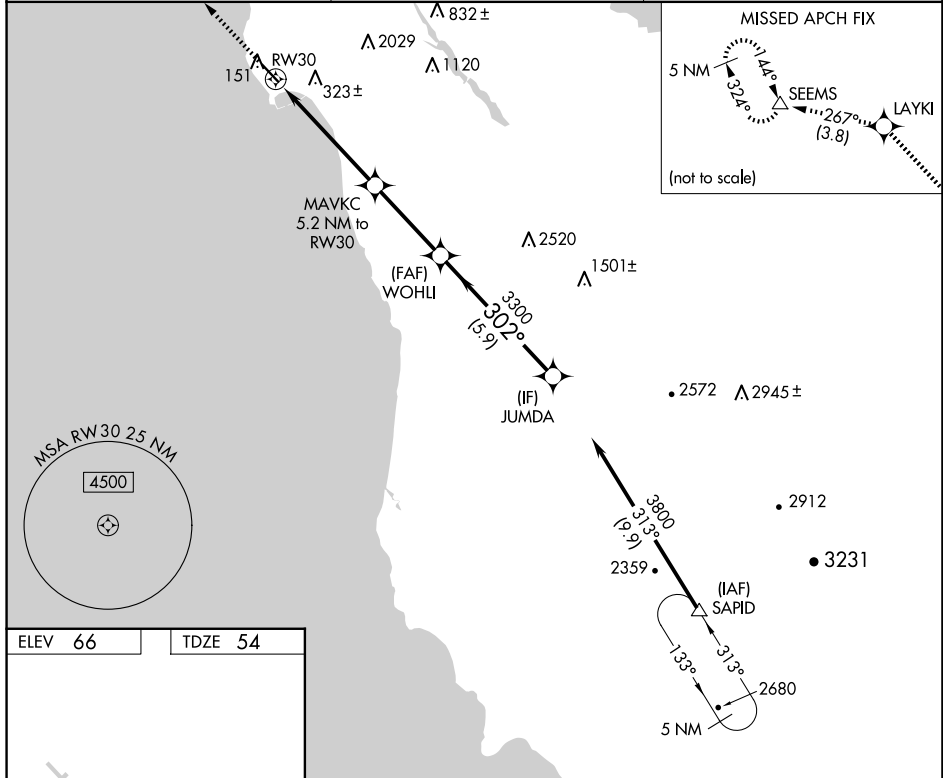 832±
2029
1120
RW30
151
323±
MISSED APCH FIX
5 NM
144°
324°
SEEMS
LAYKI
267°
(3.8)
(not to scale)
MAVKC
5.2 NM to
RW30
2520
1501±
(FAF)
WOHLI
3300
302°
(5.9)
(IF)
JUMDA
2572
2945±
MSA RW30 25 NM
4500
3800
313°
(9.9)
2912
3231
2359
(IAF)
SAPID
133°
313°
2680
5 NM
ELEV 66
TDZE 54